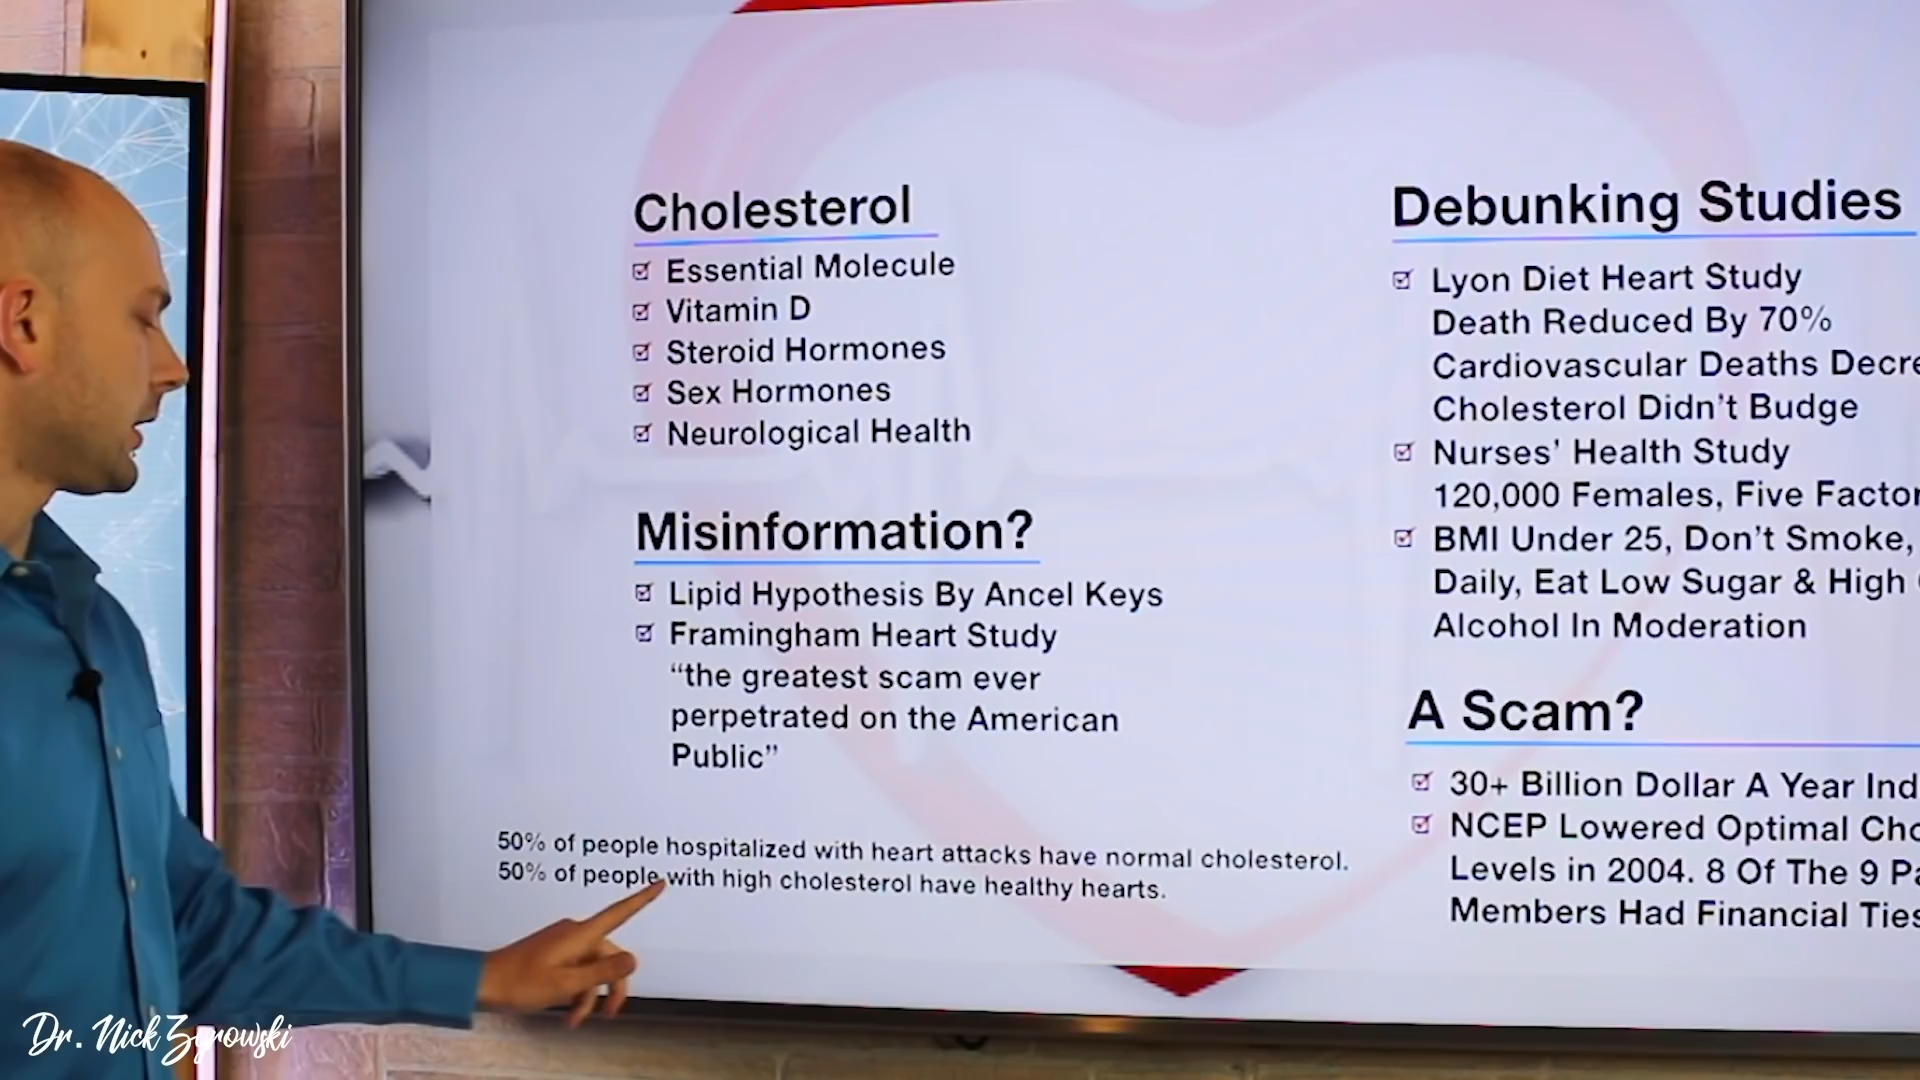 Cholesterol
Essential Molecule
Vitamin D
Steroid Hormones
Sex Hormones
Neurological Health
Misinformation?
Lipid Hypothesis By Ancel Keys
Framingham Heart Study
“the greatest scam ever
perpetrated on the American
Public”
50% of people hospitalized with heart attacks have normal cholesterol.
50% of people with high cholesterol have healthy hearts.
Debunking Studies
Lyon Diet Heart Study
Death Reduced By 70%
Cardiovascular Deaths
Cholesterol Didn’t Budge
Nurses’ Health Study
120,000 Females, Five
BMI Under 25, Don’t Smoke,
Daily, Eat Low Sugar & High
Alcohol In Moderation
A Scam?
30+ Billion Dollar A Year
NCEP Lowered Optimal
Levels in 2004. 8 Of The 9
Members Had Financial Ties
Dr. Nick Zyrowski